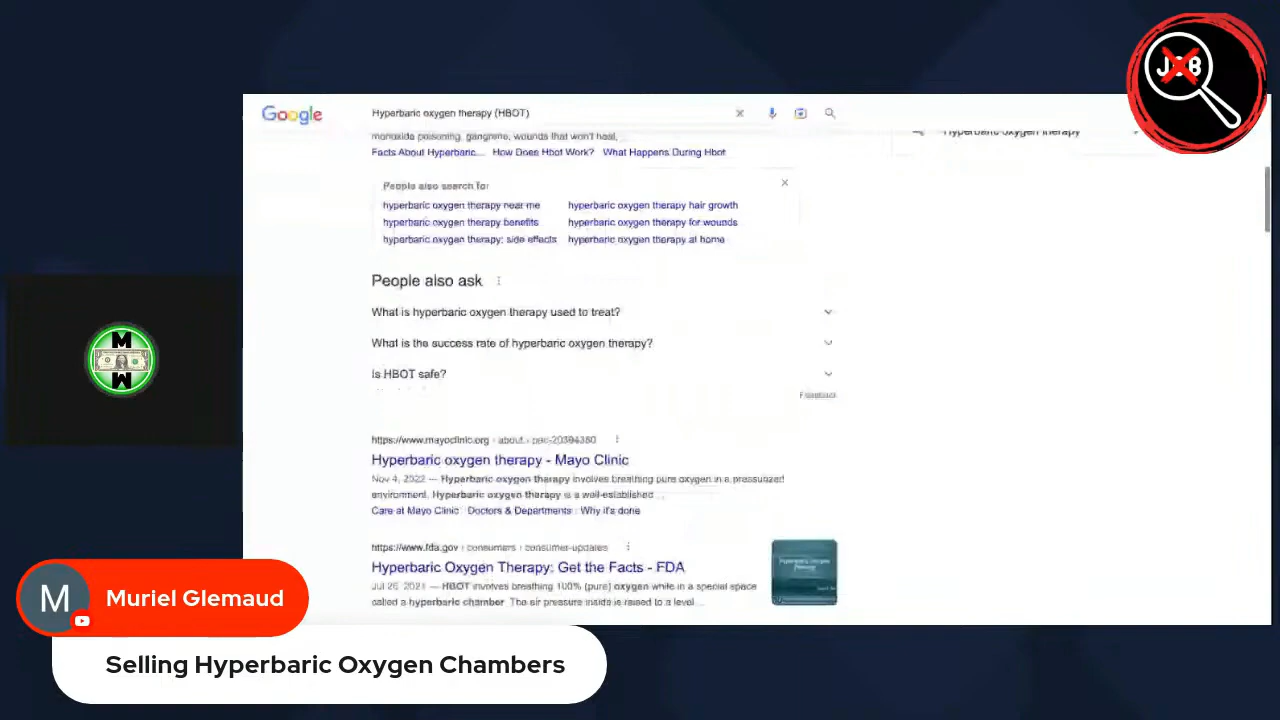 JOB
Google
Hyperbaric oxygen therapy (HBOT)
monoxide poisoning, gangrene, wounds that won't heal,
Hyperbaric oxygen therapy
Facts About Hyperbaric... How Does Hbot Work? What Happens During Hbot
People also search for
hyperbaric oxygen therapy near me hyperbaric oxygen therapy hair growth
hyperbaric oxygen therapy benefits hyperbaric oxygen therapy for wounds
hyperbaric oxygen therapy: side effects hyperbaric oxygen therapy at home
People also ask
What is hyperbaric oxygen therapy used to treat?
What is the success rate of hyperbaric oxygen therapy?
Is HBOT safe?
Feedback
https://www.mayoclinic.org › about › pac-20394380
Hyperbaric oxygen therapy - Mayo Clinic
Nov 4, 2022 — Hyperbaric oxygen therapy involves breathing pure oxygen in a pressurized
environment. Hyperbaric oxygen therapy is a well-established ...
Care at Mayo Clinic · Doctors & Departments · Why it's done
https://www.fda.gov › consumers › consumer-updates
Hyperbaric Oxygen Therapy: Get the Facts - FDA
Jul 26, 2021 — HBOT involves breathing 100% (pure) oxygen while in a special space
called a hyperbaric chamber. The air pressure inside is raised to a level ...
M
M
M
Muriel Glemaud
Selling Hyperbaric Oxygen Chambers